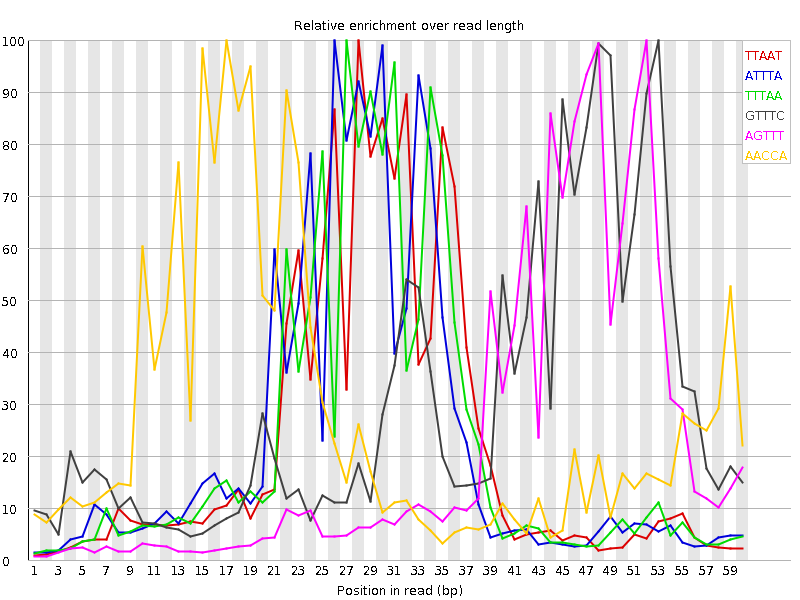 Relative enrichment over read length
100
90
80
70
60
50
40
30
20
10
0
TTAAT
ATTTA
TTTAA
GTTTC
AGTTT
AACCA
1 3 5 7 9 11 13 15 17 19 21 23 25 27 29 31 33 35 37 39 41 43 45 47 49 51 53 55 57 59
Position in read (bp)